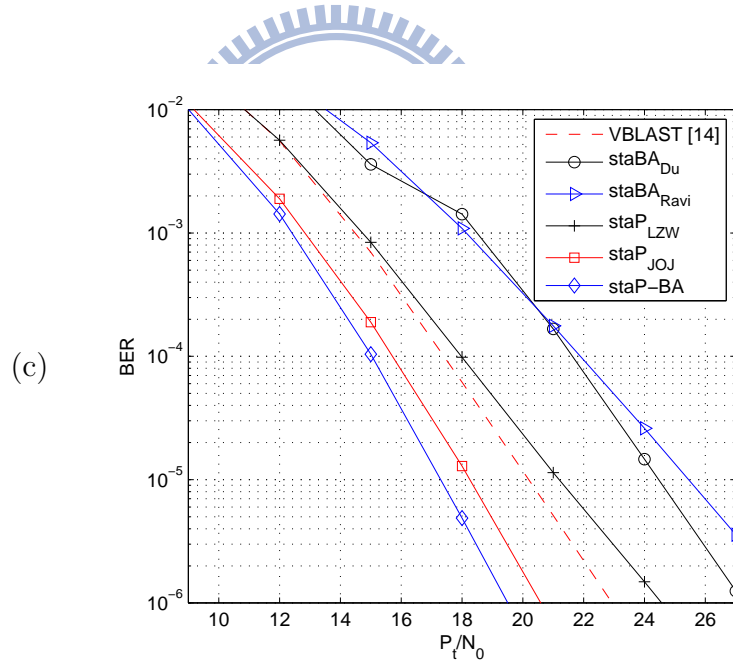 (c)
BER
10⁻²
10⁻³
10⁻⁴
10⁻⁵
10⁻⁶
VBLAST [14]
staBA_Du
staBA_Ravi
staP_LZW
staP_JOJ
staP−BA
10 12 14 16 18 20 22 24 26
P_t/N_0